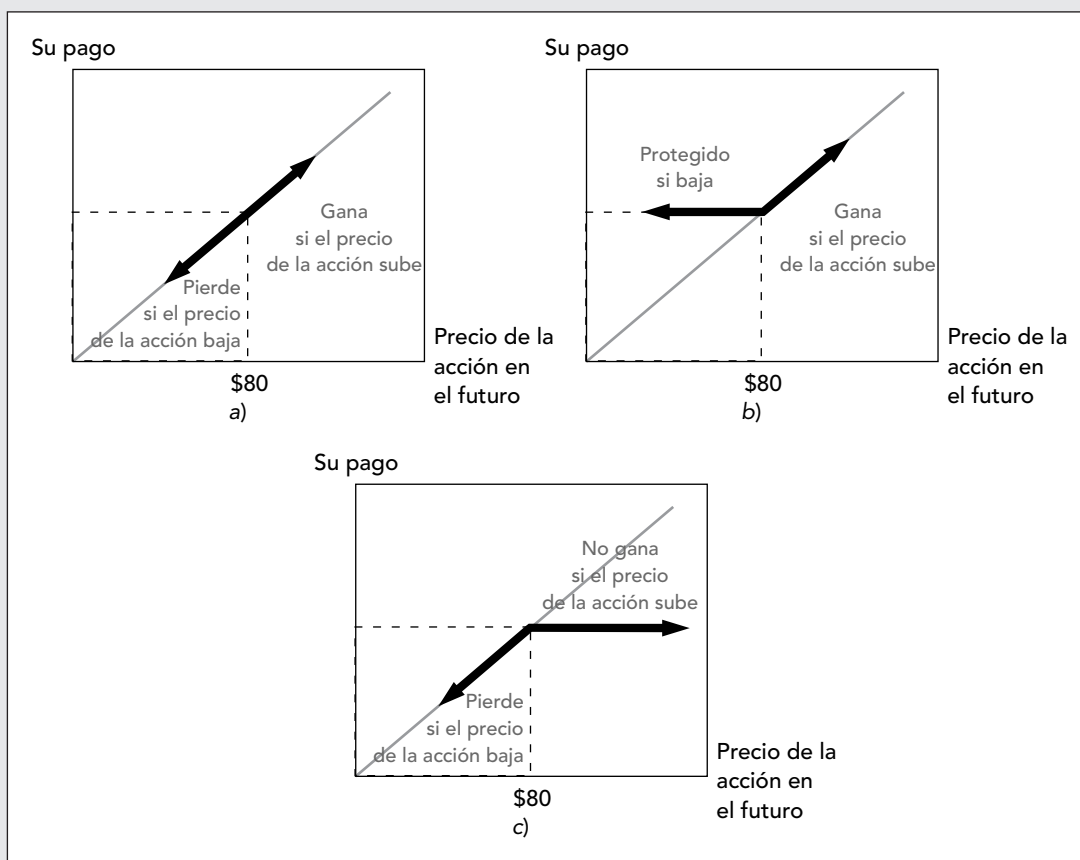 Su pago
Gana
si el precio
de la acción sube
Pierde
si el precio
de la acción baja
Precio de la
acción en
el futuro
$80
a)
Su pago
Protegido
si baja
Gana
si el precio
de la acción sube
Precio de la
acción en
el futuro
$80
b)
Su pago
No gana
si el precio
de la acción sube
Pierde
si el precio
de la acción baja
Precio de la
acción en
el futuro
$80
c)